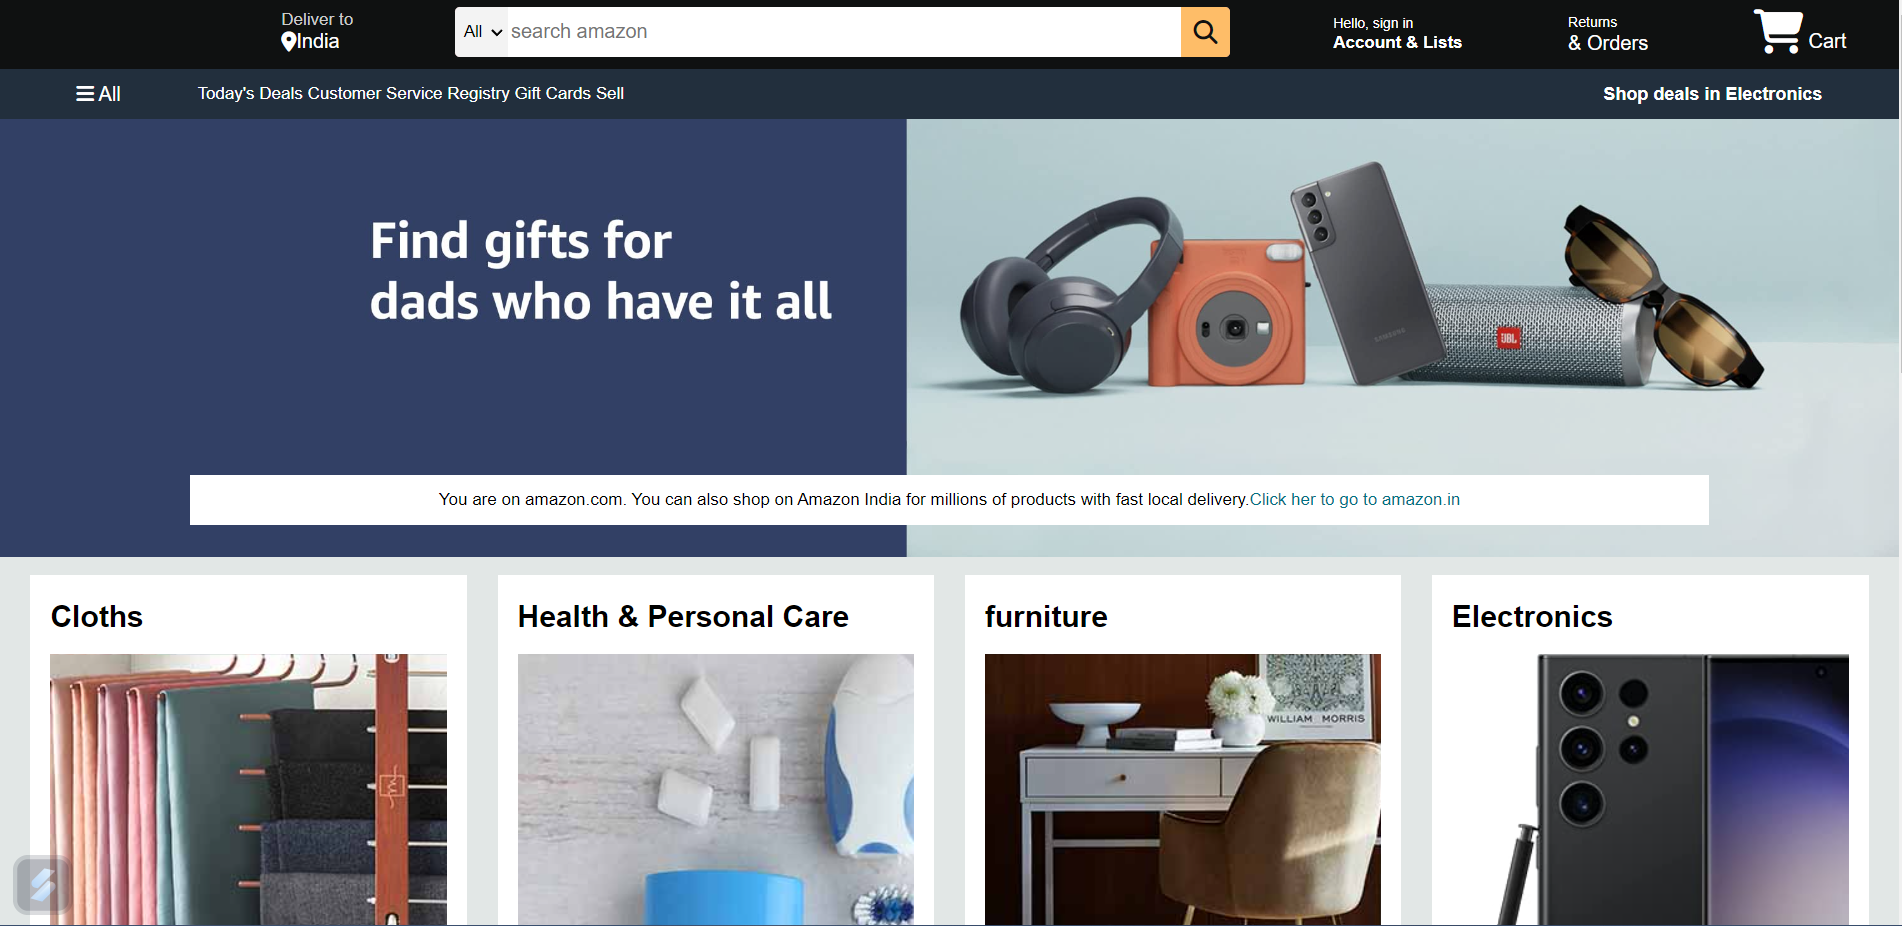 Deliver to
India
All
search amazon
Hello, sign in
Account & Lists
Returns
& Orders
Cart
All
Today's Deals Customer Service Registry Gift Cards Sell
Shop deals in Electronics
Find gifts for
dads who have it all
SAMSUNG
JBL
You are on amazon.com. You can also shop on Amazon India for millions of products with fast local delivery.Click her to go to amazon.in
Cloths
Health & Personal Care
furniture
Electronics
WILLIAM MORRIS